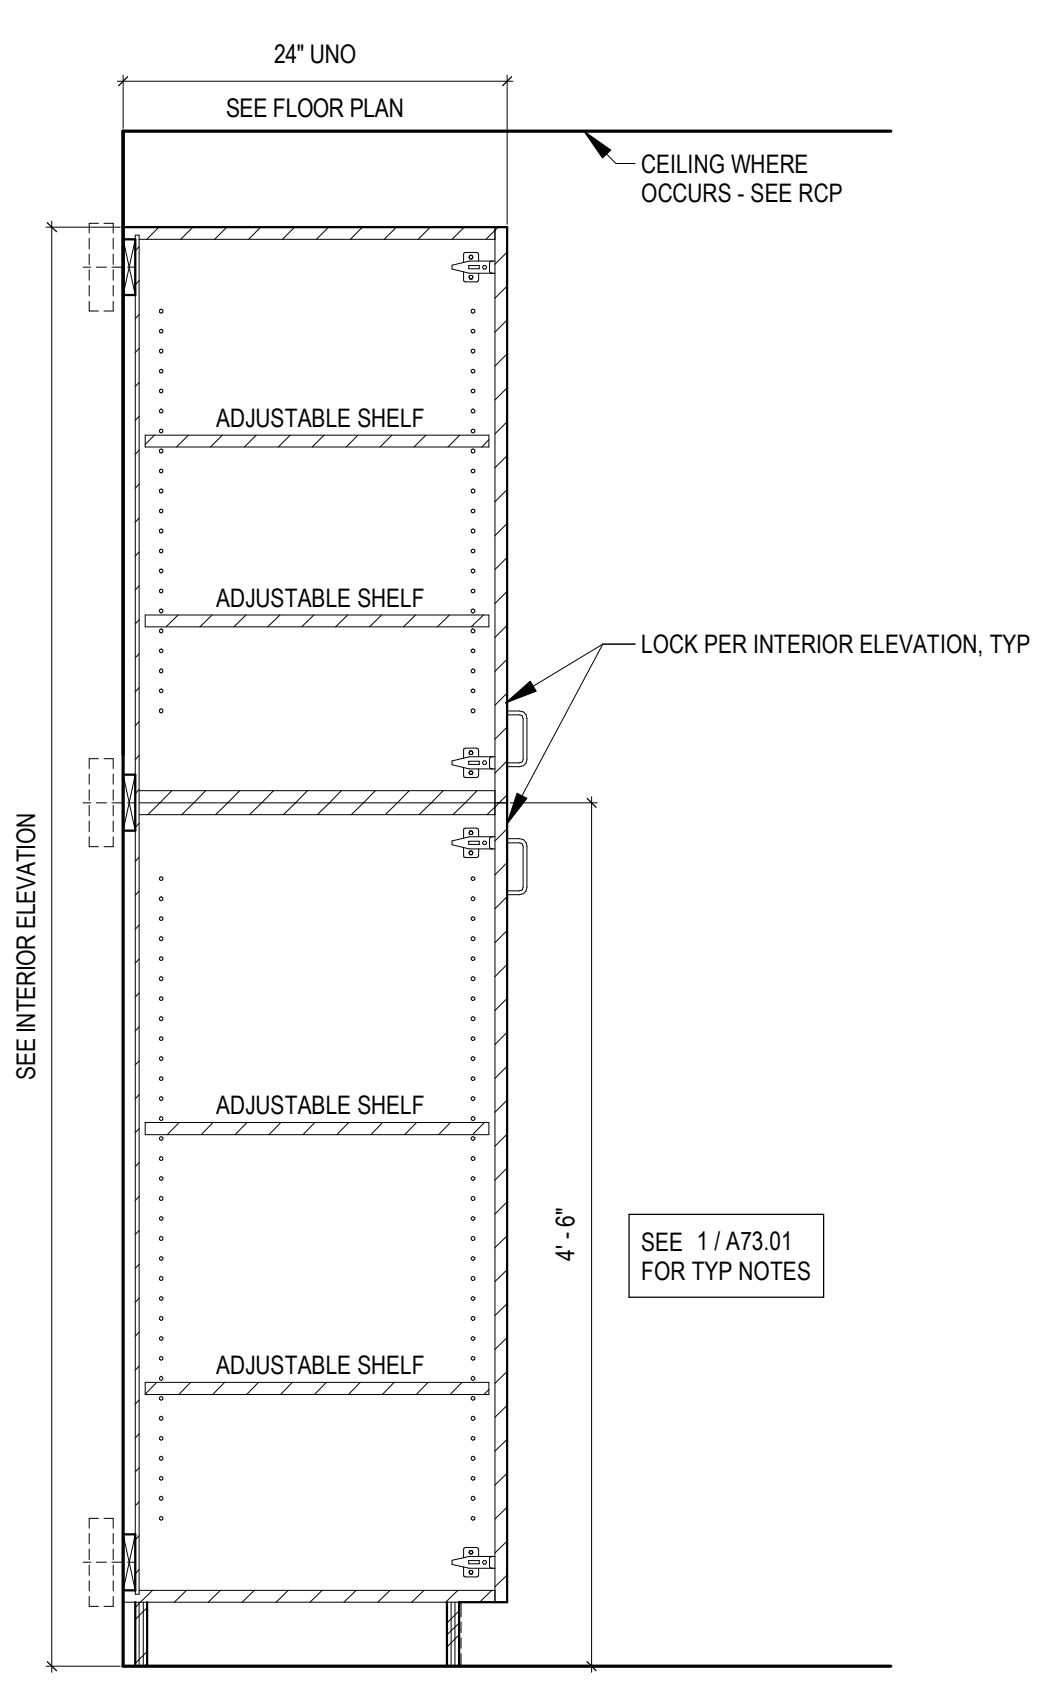 24" UNO
SEE FLOOR PLAN
CEILING WHERE
OCCURS - SEE RCP
ADJUSTABLE SHELF
ADJUSTABLE SHELF
LOCK PER INTERIOR ELEVATION, TYP
SEE INTERIOR ELEVATION
ADJUSTABLE SHELF
4' - 6"
SEE 1 / A73.01
FOR TYP NOTES
ADJUSTABLE SHELF